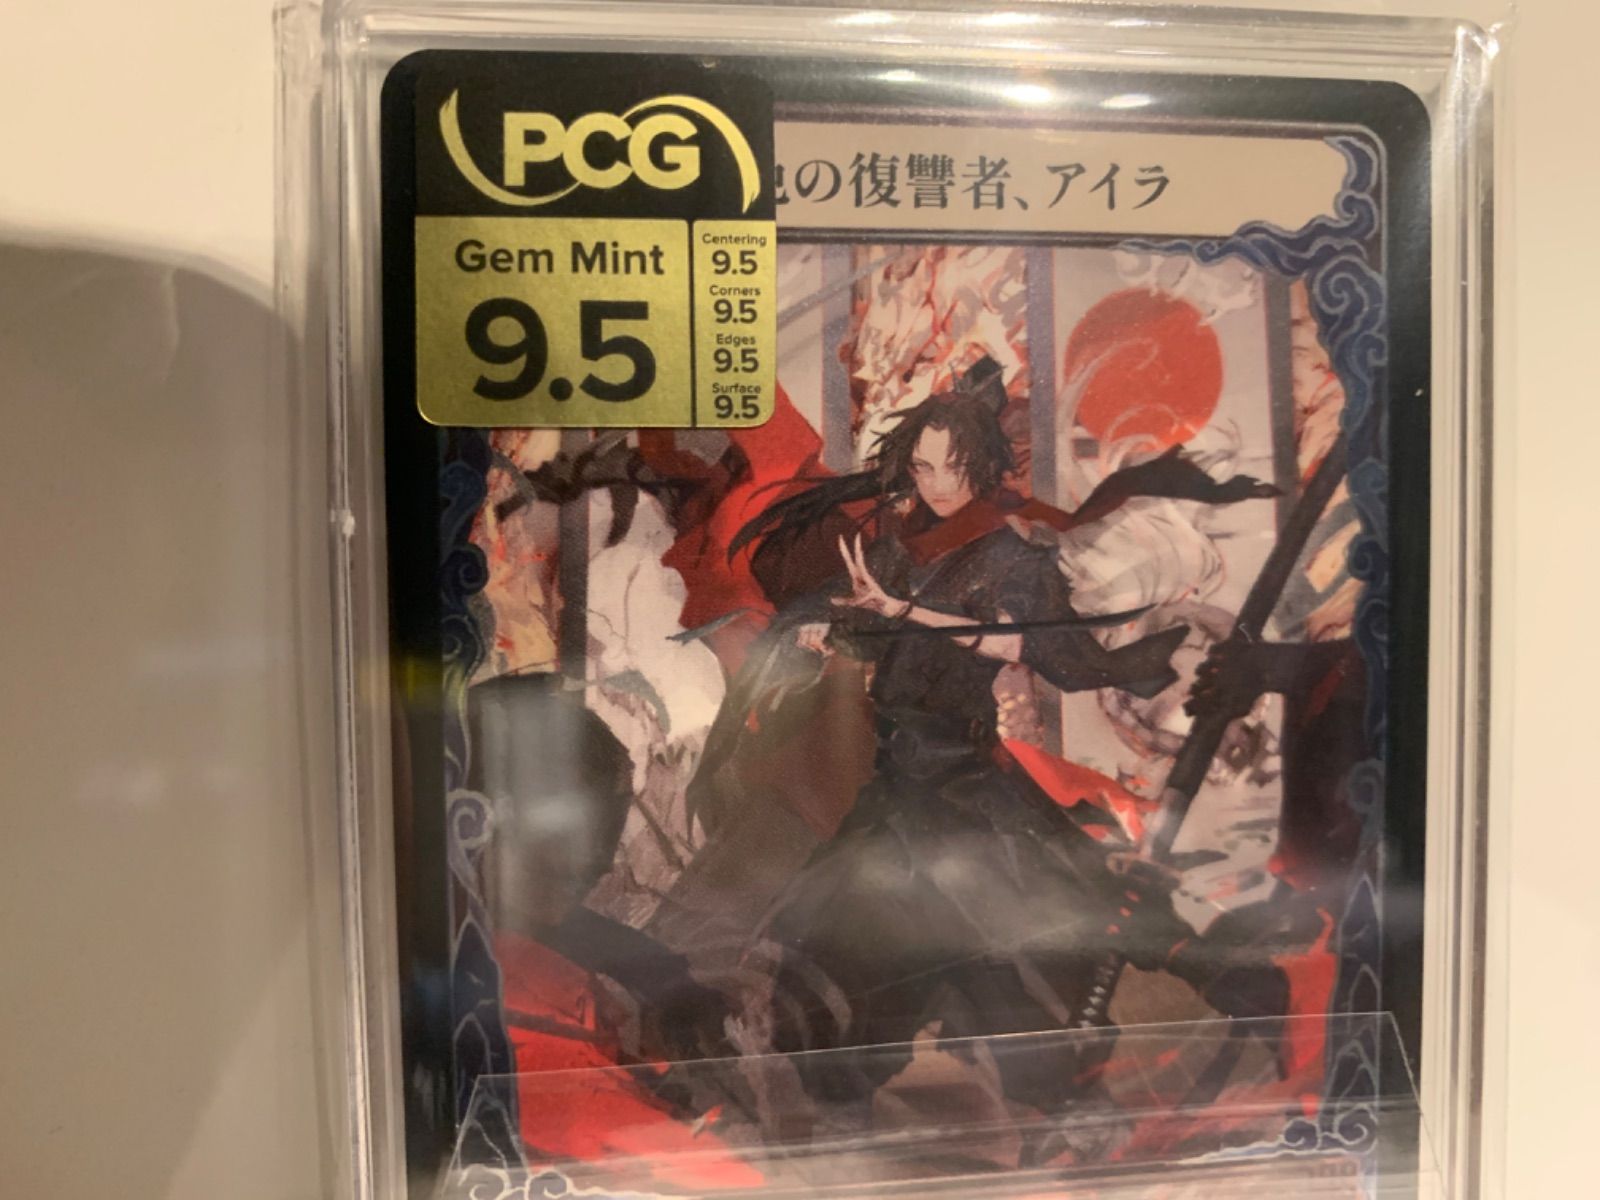 PCG
の復讐者、アイラ
Gem Mint
9.5
Centering
9.5
Corners
9.5
Edges
9.5
Surface
9.5